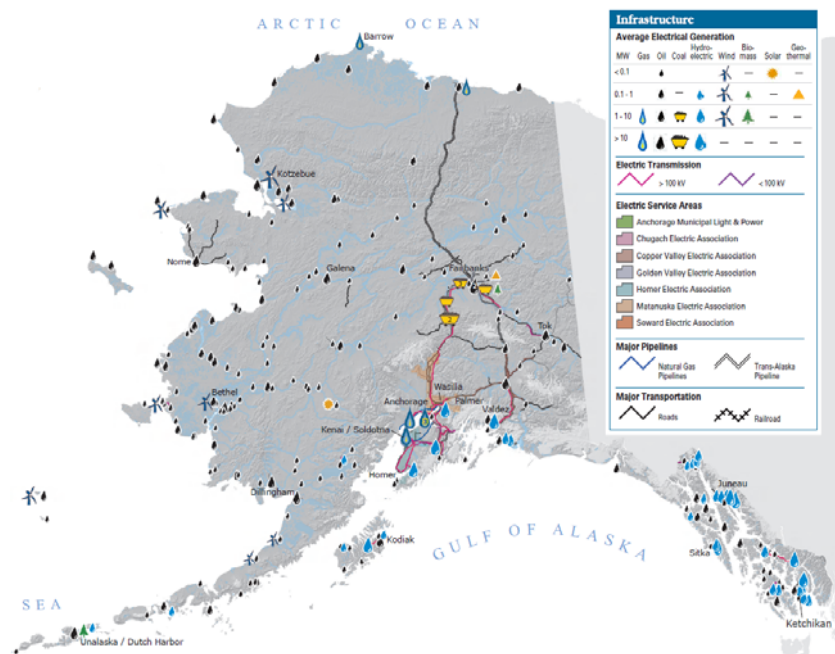 ARCTIC OCEAN
Barrow
Kotzebue
Nome
Galena
Fairbanks
Tok
Bethel
Wasilla
Anchorage
Palmer
Valdez
Kenai / Soldotna
Homer
Dillingham
Kodiak
GULF OF ALASKA
Juneau
Sitka
Ketchikan
SEA
Unalaska / Dutch Harbor
Infrastructure
Average Electrical Generation
MW Gas Oil Coal Hydro-electric Wind Bio-mass Solar Geo-thermal
< 0.1
0.1 - 1
1 - 10
> 10
2
Electric Transmission
> 100 kV < 100 kV
Electric Service Areas
Anchorage Municipal Light & Power
Chugach Electric Association
Copper Valley Electric Association
Golden Valley Electric Association
Homer Electric Association
Matanuska Electric Association
Seward Electric Association
Major Pipelines
Natural Gas Trans-Alaska
Pipelines Pipeline
Major Transportation
Roads Railroad